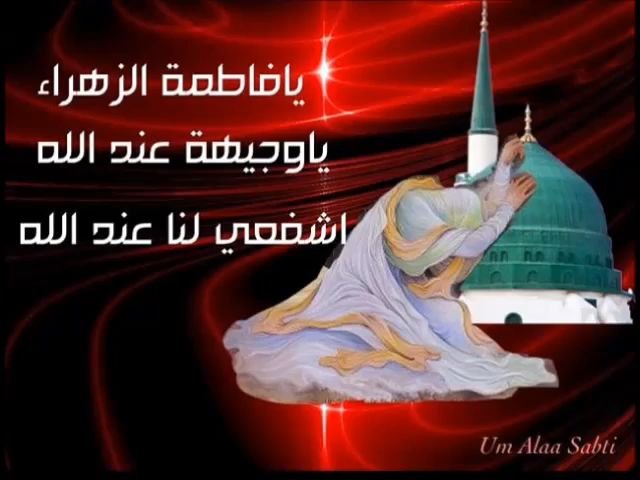 يافاطمة الزهراء
ياوجيهة عند الله
اشفعي لنا عند الله
Um Alaa Sabti